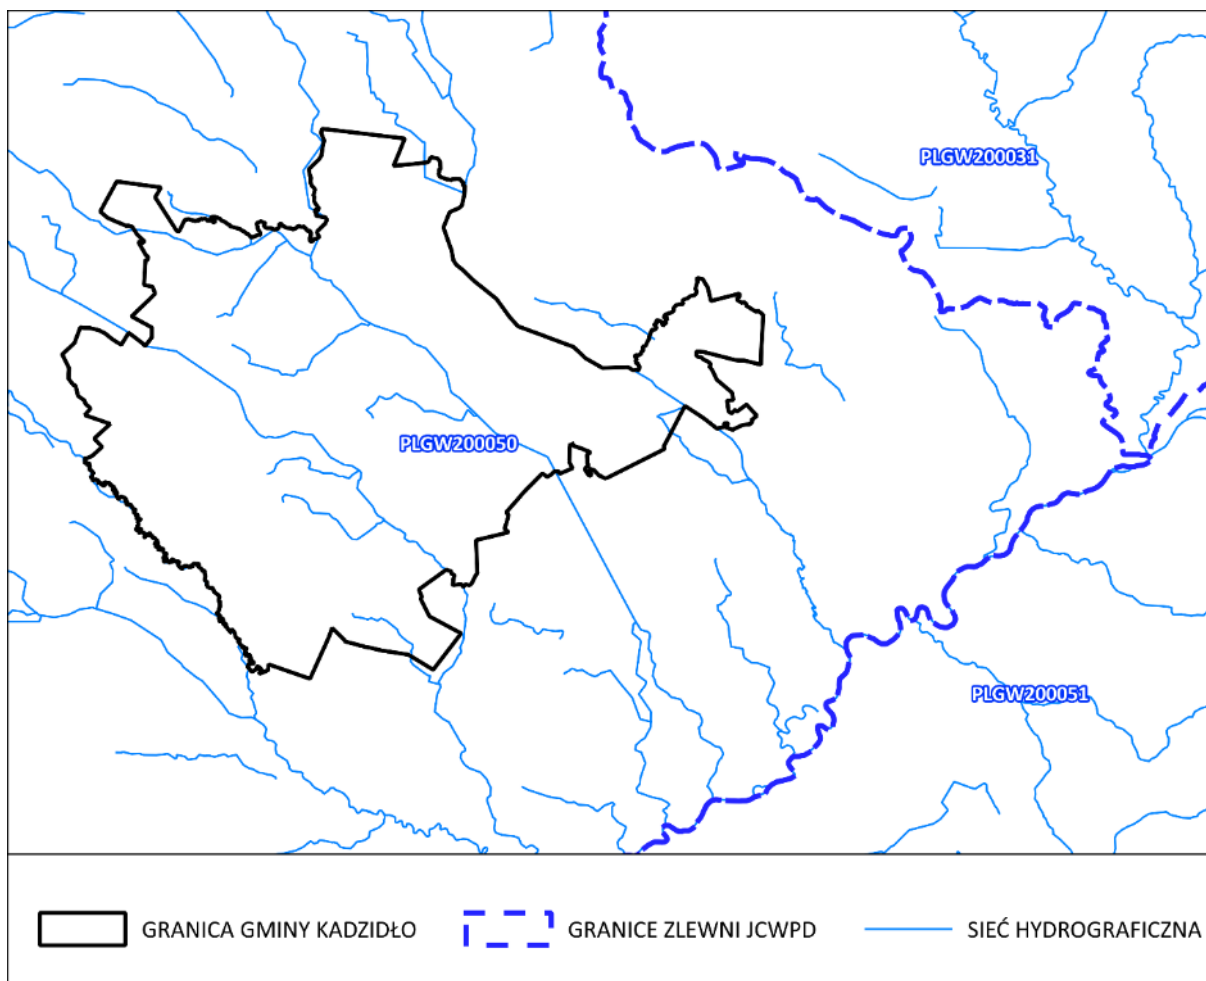 PLGW200031
PLGW200050
PLGW200051
GRANICA GMINY KADZIDŁO
GRANICE ZLEWNI JCWPD
SIEĆ HYDROGRAFICZNA